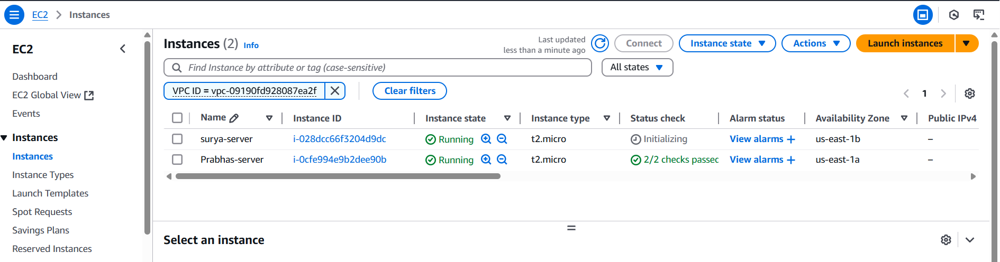 EC2 > Instances
EC2
Dashboard
EC2 Global View
Events
Instances
Instances
Instance Types
Launch Templates
Spot Requests
Savings Plans
Reserved Instances
Instances (2) Info
Last updated
less than a minute ago
Connect
Instance state
Actions
Launch instances
Find Instance by attribute or tag (case-sensitive)
All states
VPC ID = vpc-09190fd928087ea2f
Clear filters
1
Name Instance ID Instance state Instance type Status check Alarm status Availability Zone Public IPv4
surya-server i-028dcc66f3204d9dc Running t2.micro Initializing View alarms + us-east-1b –
Prabhas-server i-0cfe994e9b2dee90b Running t2.micro 2/2 checks passec View alarms + us-east-1a –
Select an instance